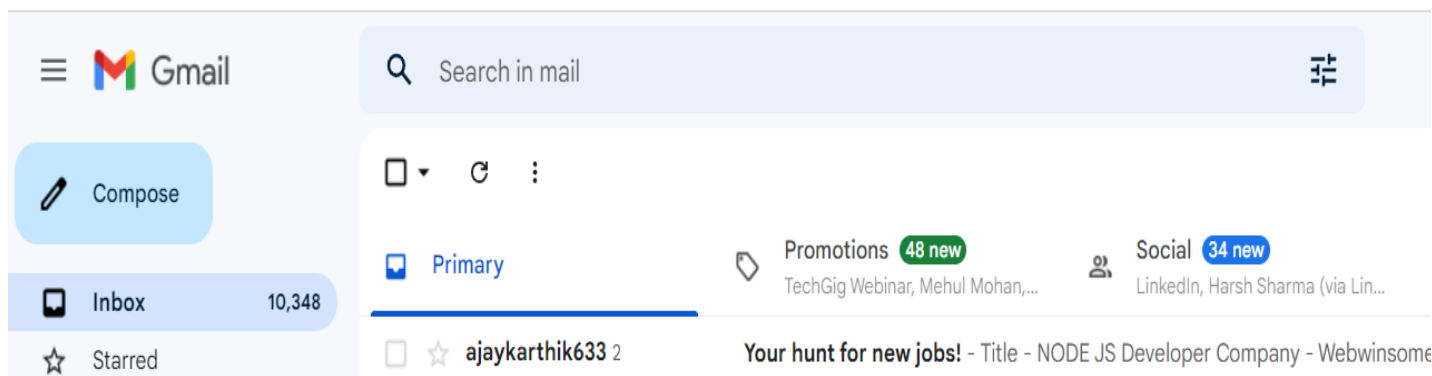 Gmail
Search in mail
Compose
Primary
Promotions 48 new
TechGig Webinar, Mehul Mohan,...
Social 34 new
LinkedIn, Harsh Sharma (via Lin...
Inbox 10,348
Starred
ajaykarthik633 2 Your hunt for new jobs! - Title - NODE JS Developer Company - Webwinsome